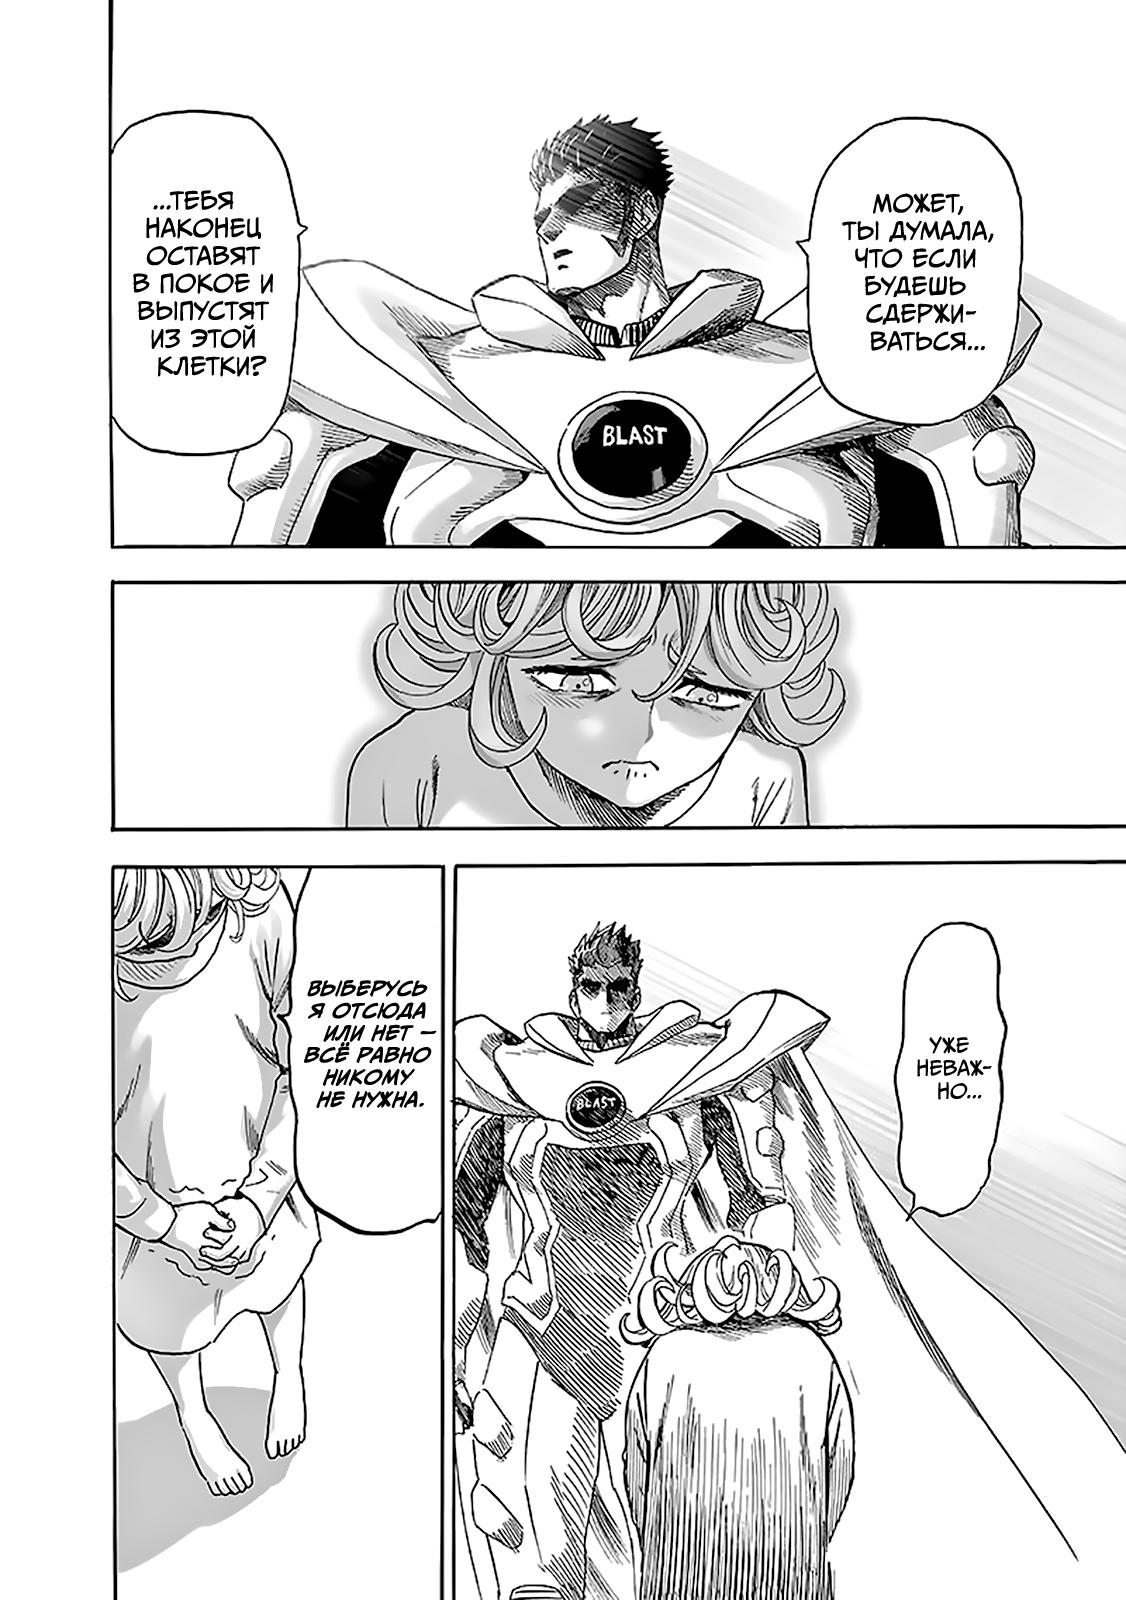 МОЖЕТ,
ТЫ ДУМАЛА,
ЧТО ЕСЛИ
БУДЕШЬ
СДЕРЖИ-
ВАТЬСЯ...
...ТЕБЯ
НАКОНЕЦ
ОСТАВЯТ
В ПОКОЕ И
ВЫПУСТЯТ
ИЗ ЭТОЙ
КЛЕТКИ?
BLAST
УЖЕ
НЕВАЖ-
НО...
BLAST
ВЫБЕРУСЬ
Я ОТСЮДА
ИЛИ НЕТ –
ВСЁ РАВНО
НИКОМУ
НЕ НУЖНА.